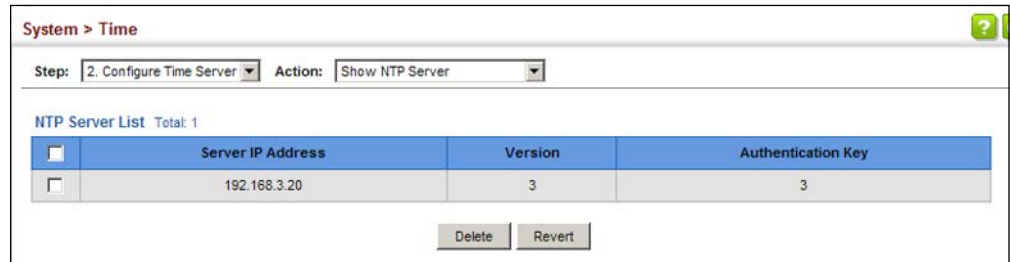 System > Time
?
Step: 2. Configure Time Server Action: Show NTP Server
NTP Server List Total: 1
Server IP Address Version Authentication Key
192.168.3.20 3 3
Delete Revert